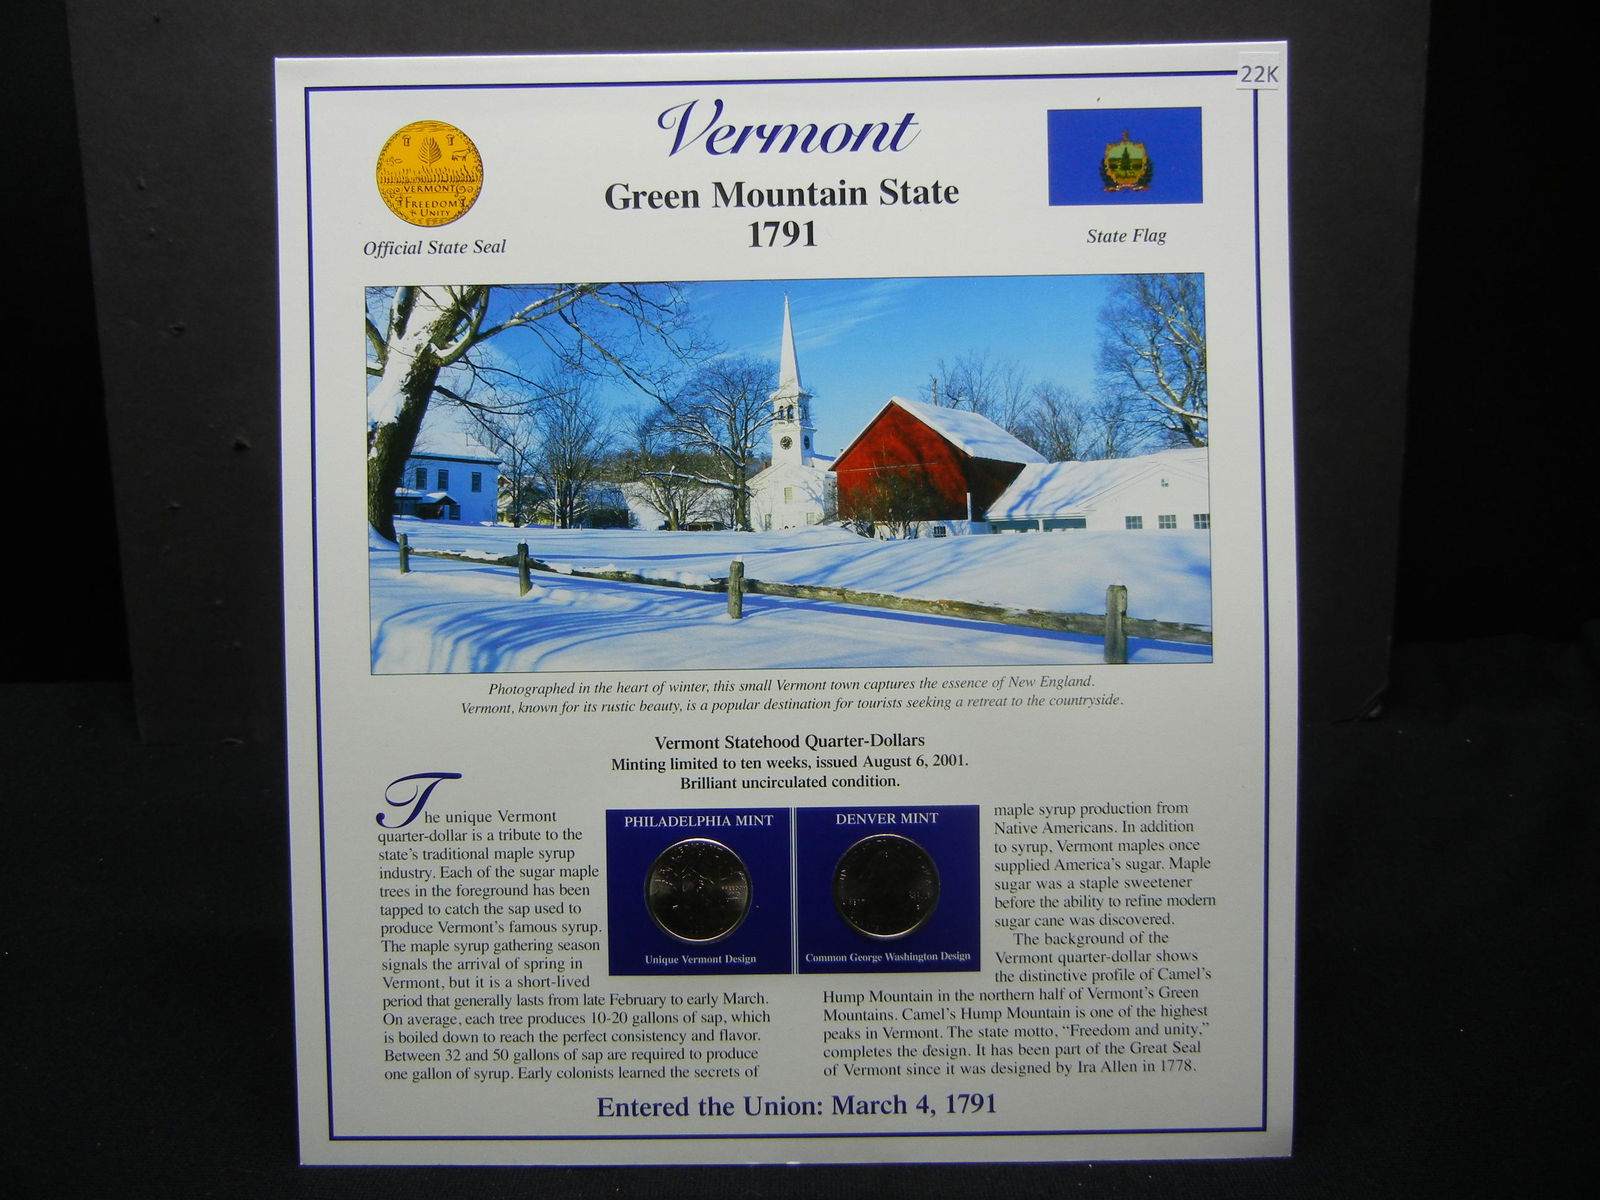 22K
Vermont
Green Mountain State
1791
VERMONT
FREEDOM
& UNITY
Official State Seal
State Flag
Photographed in the heart of winter, this small Vermont town captures the essence of New England.
Vermont, known for its rustic beauty, is a popular destination for tourists seeking a retreat to the countryside.
Vermont Statehood Quarter-Dollars
Minting limited to ten weeks, issued August 6, 2001.
Brilliant uncirculated condition.
The unique Vermont
quarter-dollar is a tribute to the
state's traditional maple syrup
industry. Each of the sugar maple
trees in the foreground has been
tapped to catch the sap used to
produce Vermont's famous syrup.
The maple syrup gathering season
signals the arrival of spring in
Vermont, but it is a short-lived
period that generally lasts from late February to early March.
On average, each tree produces 10-20 gallons of sap, which
is boiled down to reach the perfect consistency and flavor.
Between 32 and 50 gallons of sap are required to produce
one gallon of syrup. Early colonists learned the secrets of
PHILADELPHIA MINT
Unique Vermont Design
DENVER MINT
Common George Washington Design
maple syrup production from
Native Americans. In addition
to syrup, Vermont maples once
supplied America's sugar. Maple
sugar was a staple sweetener
before the ability to refine modern
sugar cane was discovered.
The background of the
Vermont quarter-dollar shows
the distinctive profile of Camel's
Hump Mountain in the northern half of Vermont's Green
Mountains. Camel's Hump Mountain is one of the highest
peaks in Vermont. The state motto, "Freedom and unity,"
completes the design. It has been part of the Great Seal
of Vermont since it was designed by Ira Allen in 1778.
Entered the Union: March 4, 1791